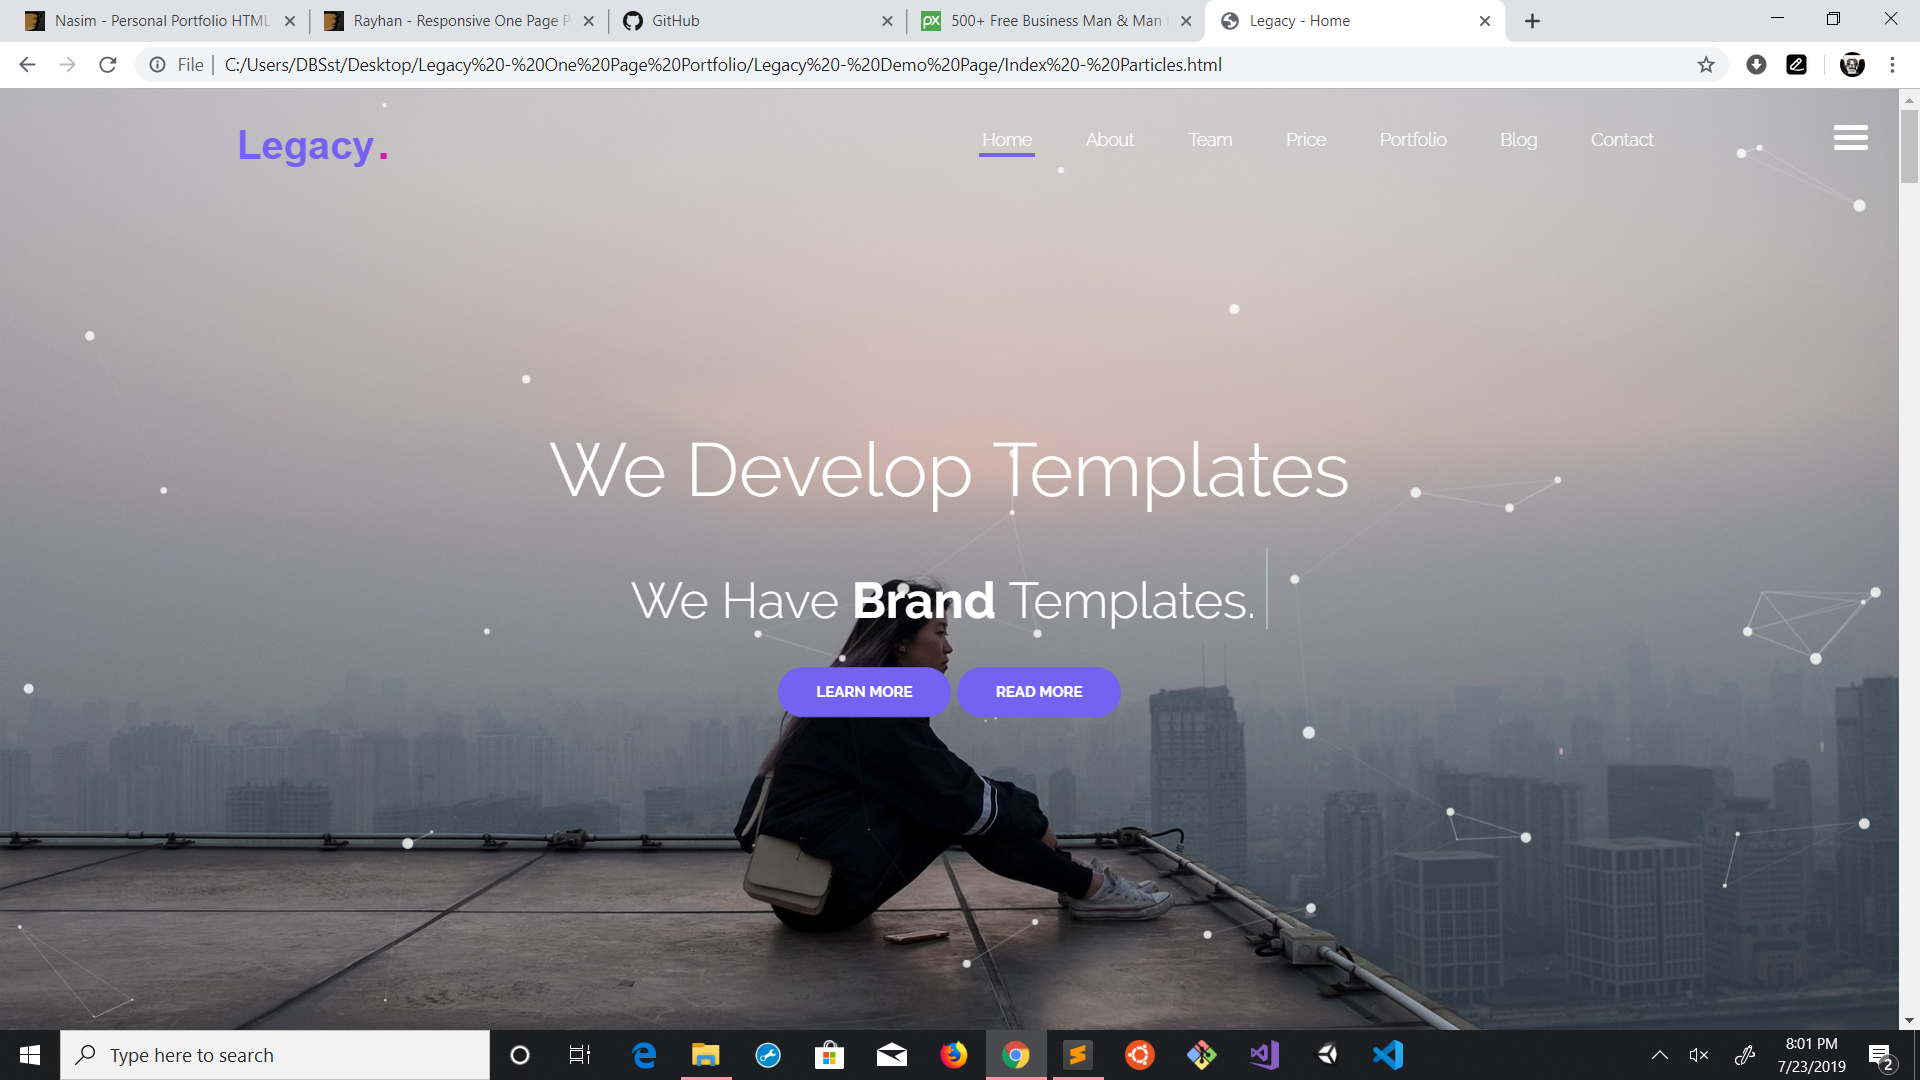 Nasim - Personal Portfolio HTML
Rayhan - Responsive One Page P
GitHub
px 500+ Free Business Man & Man
Legacy - Home
File | C:/Users/DBSst/Desktop/Legacy%20-%20One%20Page%20Portfolio/Legacy%20-%20Demo%20Page/Index%20-%20Particles.html
Legacy.
Home About Team Price Portfolio Blog Contact
We Develop Templates
We Have Brand Templates.
LEARN MORE READ MORE
Type here to search
8:01 PM
7/23/2019
2